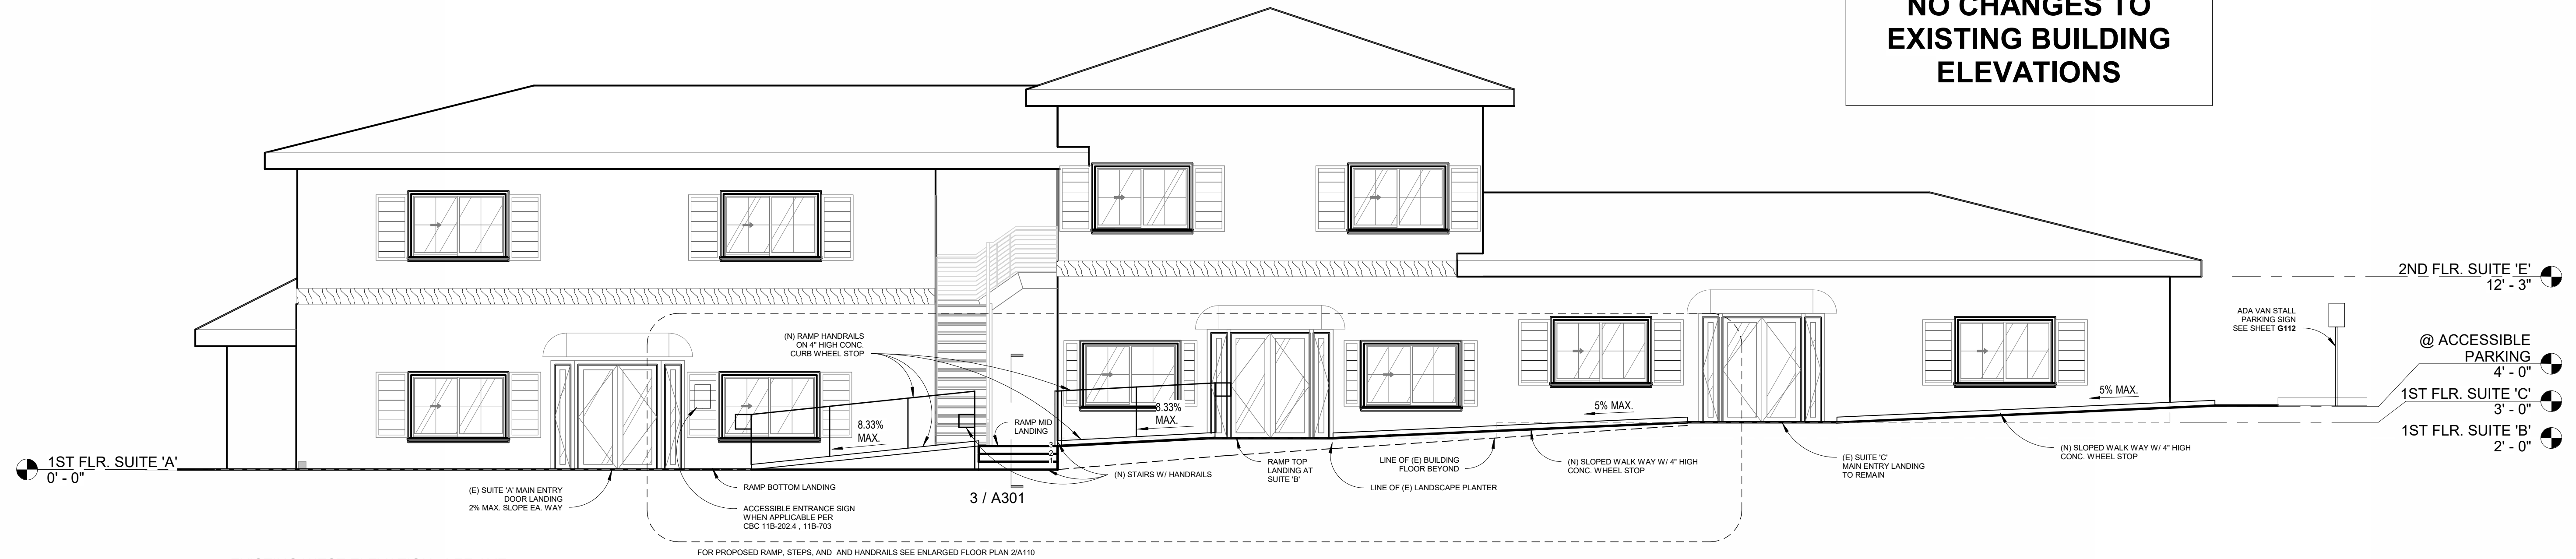 NO CHANGES TO
EXISTING BUILDING
ELEVATIONS
2ND FLR. SUITE 'E'
12' - 3"
ADA VAN STALL
PARKING SIGN
SEE SHEET G112
@ ACCESSIBLE
PARKING
4' - 0"
1ST FLR. SUITE 'C'
3' - 0"
1ST FLR. SUITE 'B'
2' - 0"
(N) RAMP HANDRAILS
ON 4" HIGH CONC.
CURB WHEEL STOP
8.33%
MAX.
RAMP MID
LANDING
3
2
1
8.33%
MAX.
5% MAX.
5% MAX.
1ST FLR. SUITE 'A'
0' - 0"
(E) SUITE 'A' MAIN ENTRY
DOOR LANDING
2% MAX. SLOPE EA. WAY
RAMP BOTTOM LANDING
ACCESSIBLE ENTRANCE SIGN
WHEN APPLICABLE PER
CBC 11B-202.4 , 11B-703
3 / A301
(N) STAIRS W/ HANDRAILS
RAMP TOP
LANDING AT
SUITE 'B'
LINE OF (E) BUILDING
FLOOR BEYOND
LINE OF (E) LANDSCAPE PLANTER
(N) SLOPED WALK WAY W/ 4" HIGH
CONC. WHEEL STOP
(E) SUITE 'C'
MAIN ENTRY LANDING
TO REMAIN
(N) SLOPED WALK WAY W/ 4" HIGH
CONC. WHEEL STOP
FOR PROPOSED RAMP, STEPS, AND AND HANDRAILS SEE ENLARGED FLOOR PLAN 2/A110